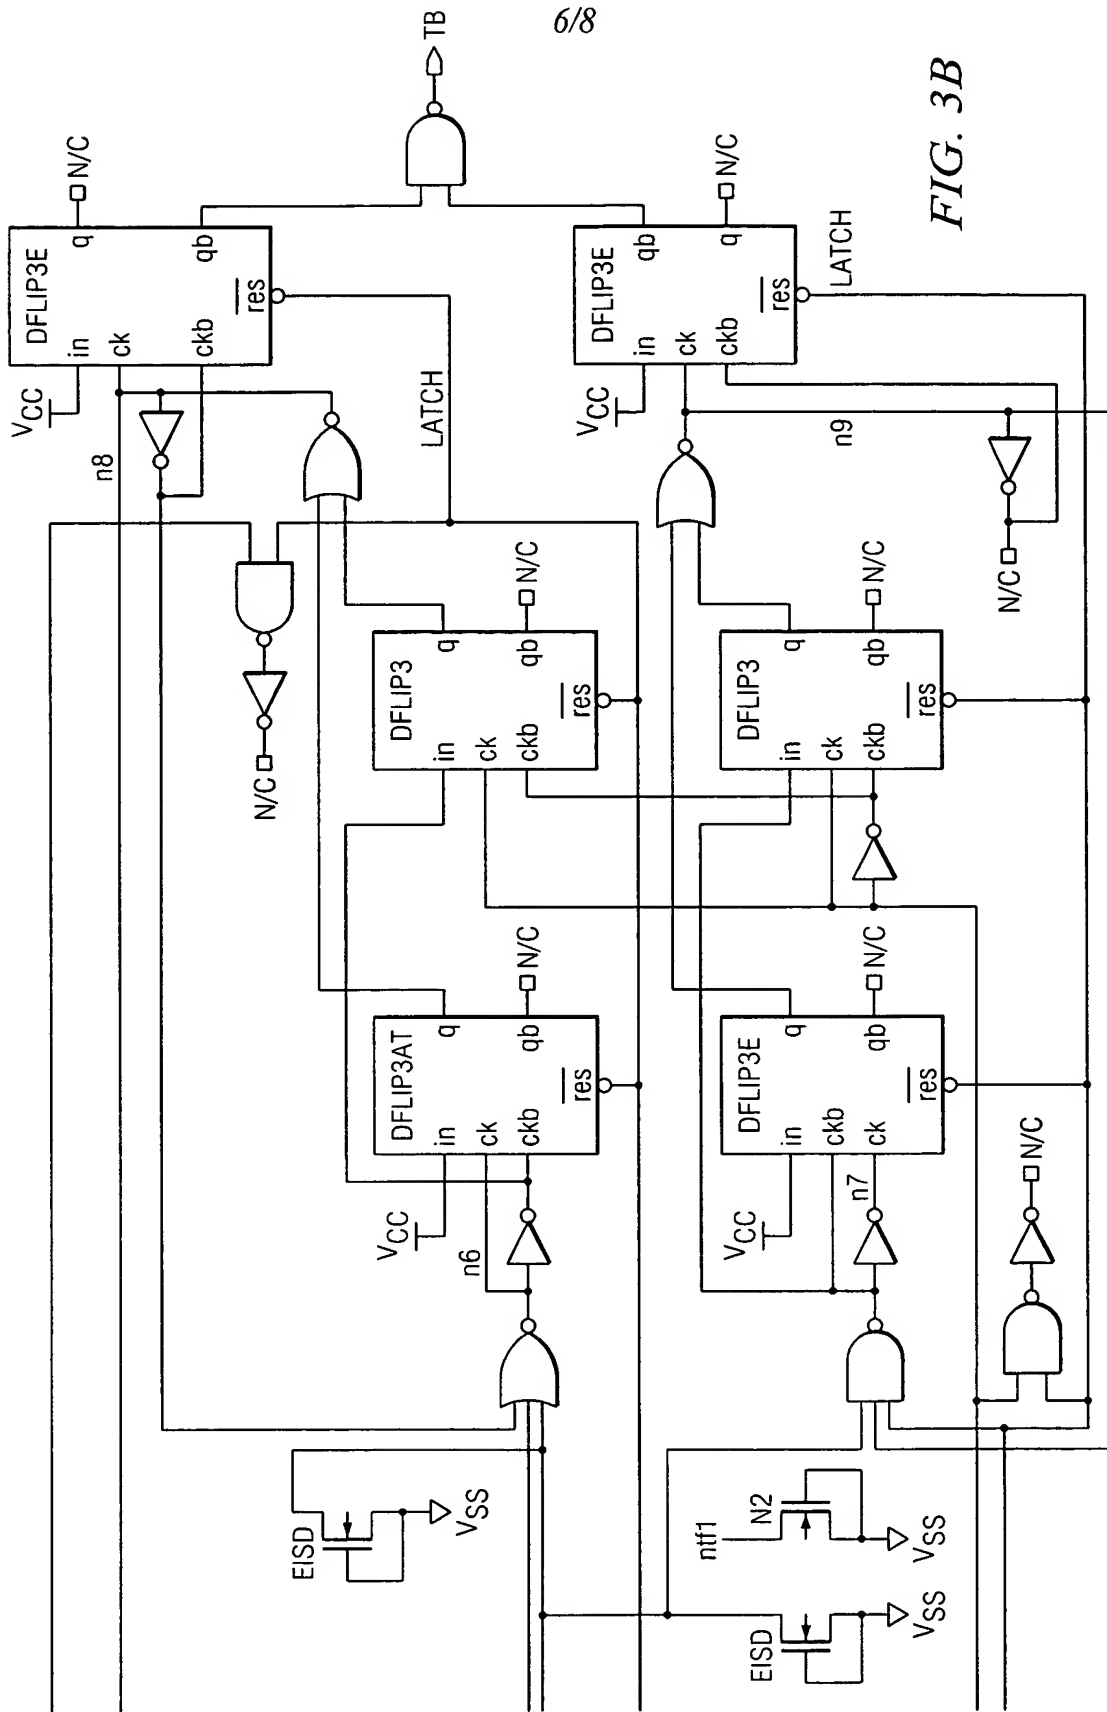 6/8
TB
N/C
DFLIP3E
in
ck
ckb
q
qb
res
VCC
n8
LATCH
N/C
DFLIP3E
in
ck
ckb
qb
q
res
LATCH
VCC
n9
N/C
FIG. 3B
N/C
DFLIP3
in
ck
ckb
q
qb
res
N/C
DFLIP3
in
ck
ckb
q
qb
res
N/C
DFLIP3AT
in
ck
ckb
q
qb
res
N/C
VCC
n6
DFLIP3E
in
ckb
ck
q
qb
res
N/C
VCC
n7
N/C
EISD
VSS
ntf1
N2
VSS
EISD
VSS